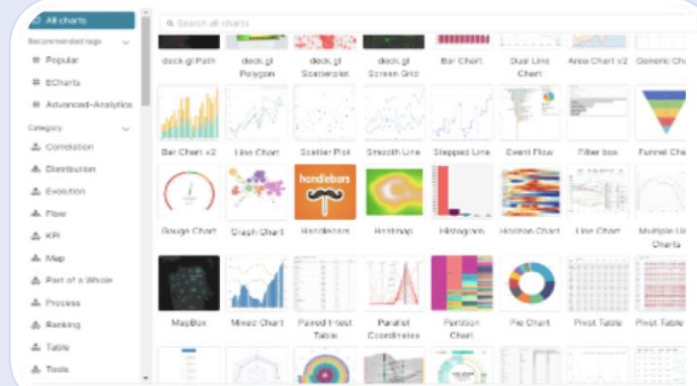 All charts
Search all charts
Recommended tags
# Popular
# ECharts
# Advanced-Analytics
Category
Correlation
Distribution
Evolution
Flow
KPI
Map
Part of a Whole
Process
Ranking
Table
Tools
deck.gl Path
deck.gl Polygon
deck.gl Scatterplot
deck.gl Screen Grid
Bar Chart
Dual Line Chart
Area Chart v2
Generic Cha
Bar Chart v2
Line Chart
Scatter Plot
Smooth Line
Stepped Line
Event Flow
Filter box
Funnel Cha
handlebars
Gauge Chart
Graph Chart
Handlebars
Heatmap
Histogram
Horizon Chart
Line Chart
Multiple Lin
Charts
MapBox
Mixed Chart
Paired t-test Table
Parallel Coordinates
Partition Chart
Pie Chart
Pivot Table
Pivot Table